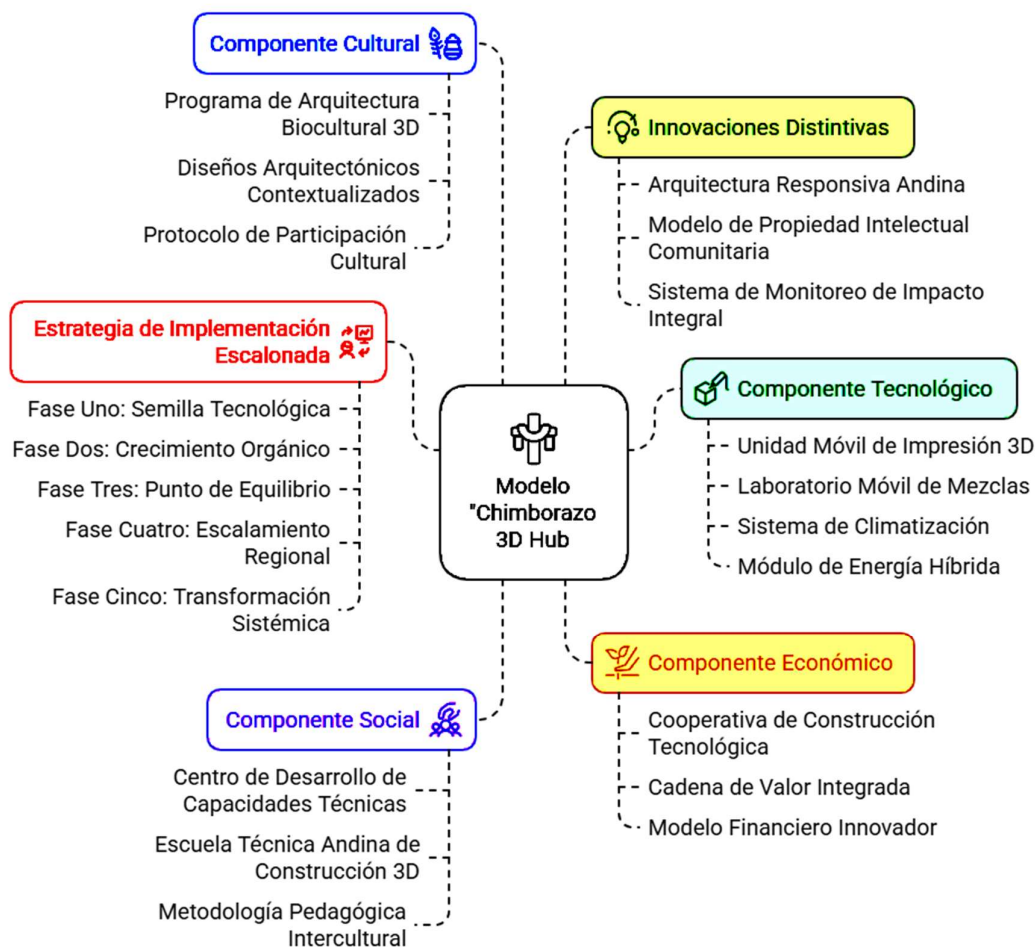 Componente Cultural
Programa de Arquitectura
Biocultural 3D
Diseños Arquitectónicos
Contextualizados
Protocolo de Participación
Cultural
Estrategia de Implementación
Escalonada
Fase Uno: Semilla Tecnológica
Fase Dos: Crecimiento Orgánico
Fase Tres: Punto de Equilibrio
Fase Cuatro: Escalamiento
Regional
Fase Cinco: Transformación
Sistémica
Componente Social
Centro de Desarrollo de
Capacidades Técnicas
Escuela Técnica Andina de
Construcción 3D
Metodología Pedagógica
Intercultural
Modelo
"Chimborazo
3D Hub
Innovaciones Distintivas
Arquitectura Responsiva Andina
Modelo de Propiedad Intelectual
Comunitaria
Sistema de Monitoreo de Impacto
Integral
Componente Tecnológico
Unidad Móvil de Impresión 3D
Laboratorio Móvil de Mezclas
Sistema de Climatización
Módulo de Energía Híbrida
Componente Económico
Cooperativa de Construcción
Tecnológica
Cadena de Valor Integrada
Modelo Financiero Innovador